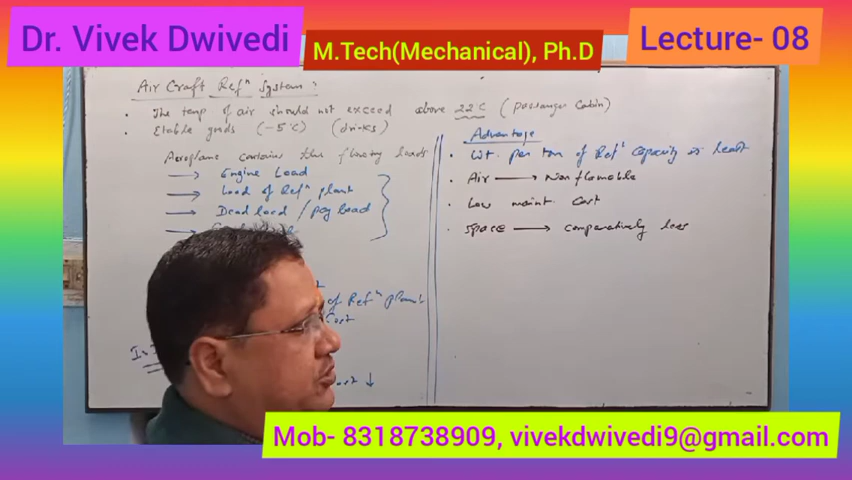 Dr. Vivek Dwivedi
M.Tech(Mechanical), Ph.D
Lecture- 08
Air Craft Refⁿ System:
• The temp of air should not exceed above 22°C (passanger Cabin)
• Etable goods (-5°C) (drinks)
Aeroplane contains the following loads
→ Engine Load
→ Load of Refⁿ plant
→ Dead load / pay load
of Refⁿ plant
Cost
↓
Advantage
• Wt. per ton of Refⁿ Capacity is least
• Air → Non flamable
• Low maint. Cost
• Space → comparatively less
Mob- 8318738909, vivekdwivedi9@gmail.com